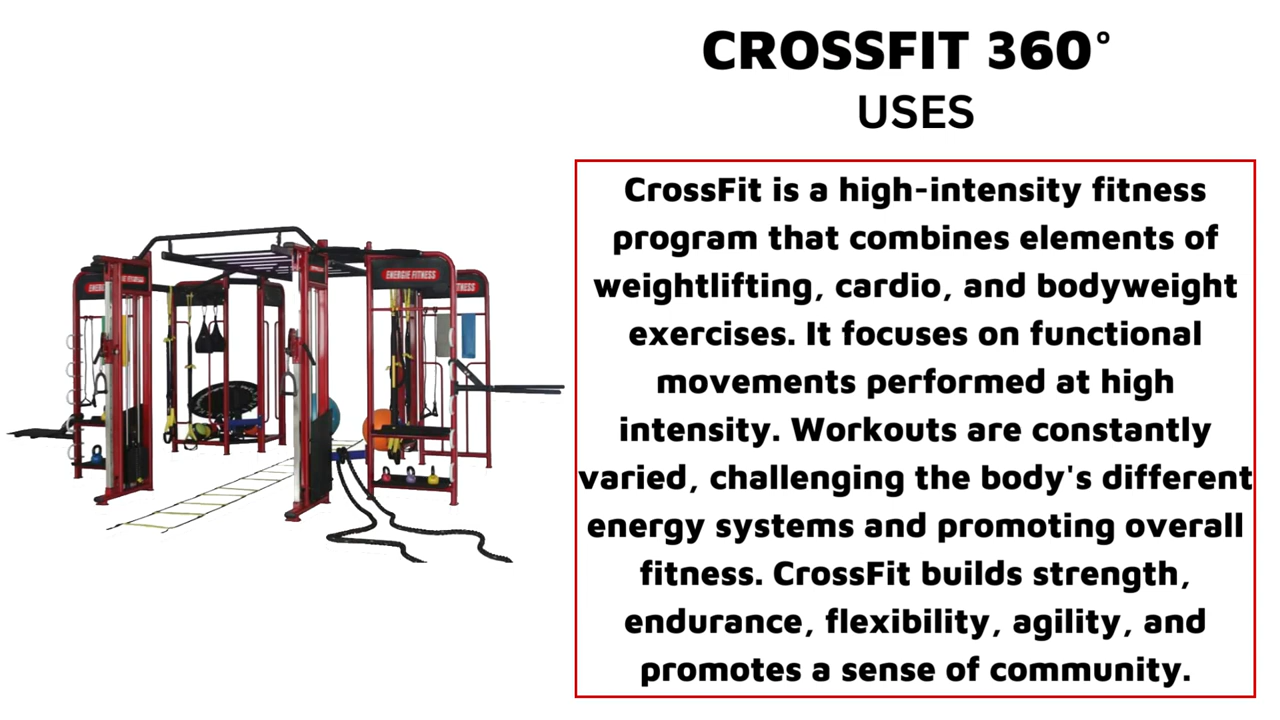 CROSSFIT 360°
USES
CrossFit is a high-intensity fitness
program that combines elements of
weightlifting, cardio, and bodyweight
exercises. It focuses on functional
movements performed at high
intensity. Workouts are constantly
varied, challenging the body's different
energy systems and promoting overall
fitness. CrossFit builds strength,
endurance, flexibility, agility, and
promotes a sense of community.
ENERGIE FITNESS